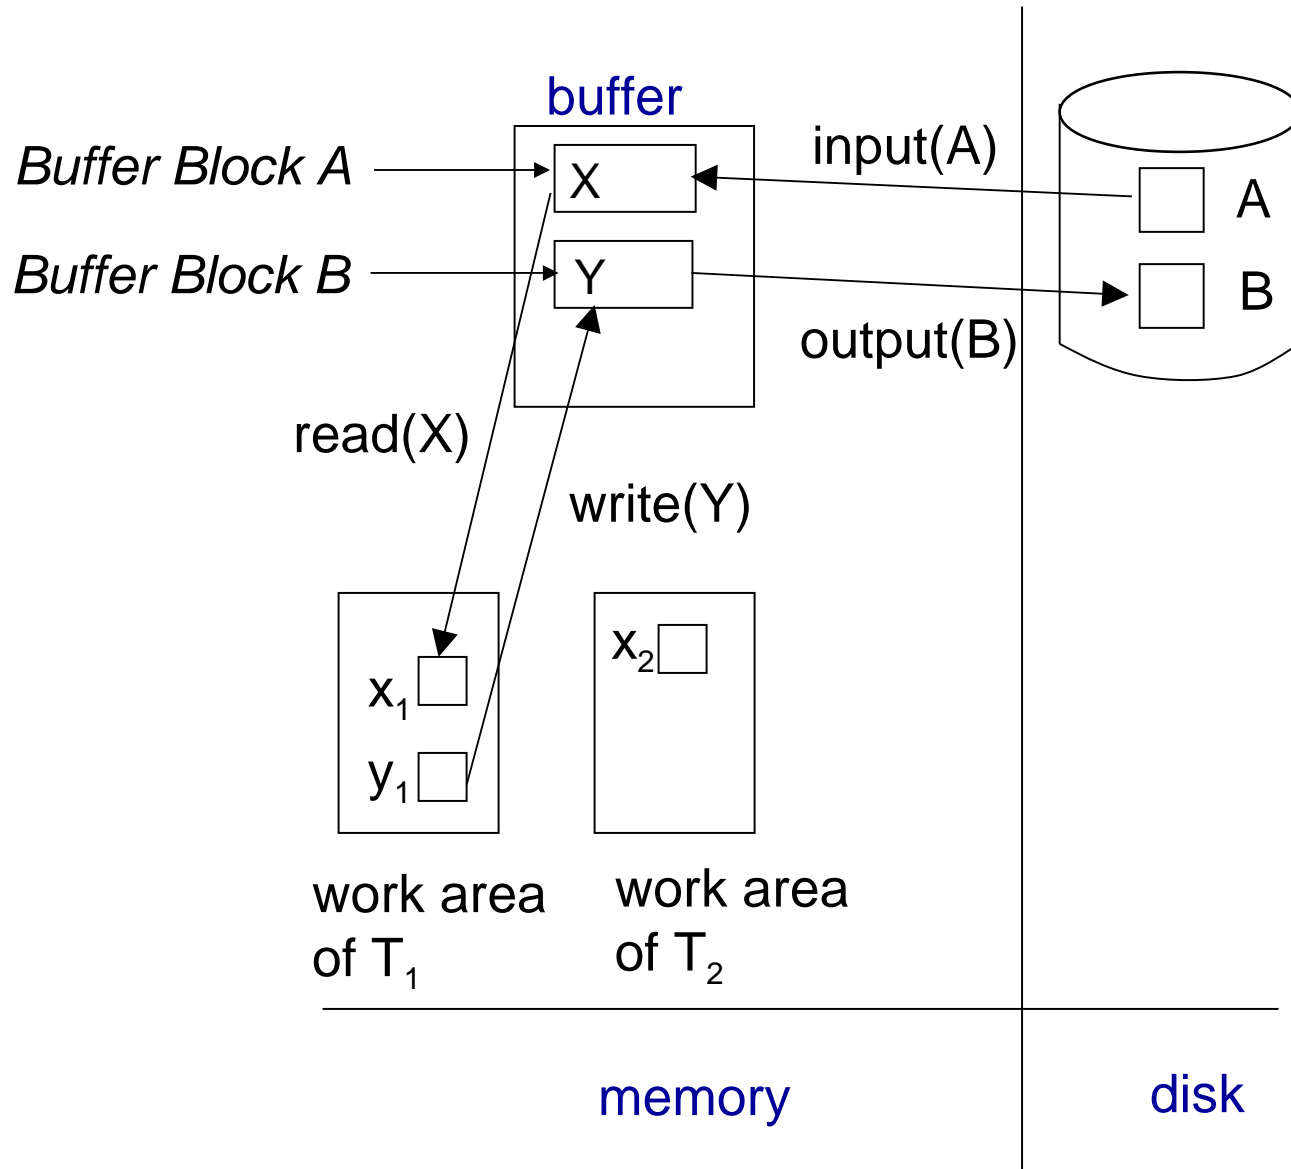 buffer
Buffer Block A
X
input(A)
A
Buffer Block B
Y
B
output(B)
read(X)
write(Y)
x₁
y₁
x₂
work area
of T₁
work area
of T₂
memory
disk